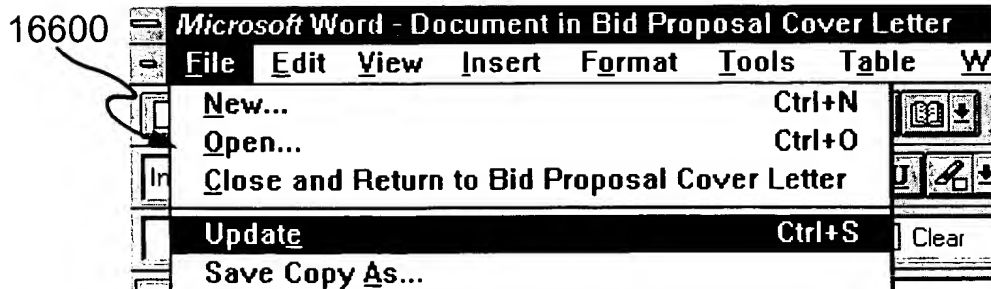 16600
Microsoft Word - Document in Bid Proposal Cover Letter
File Edit View Insert Format Tools Table W
New... Ctrl+N
Open... Ctrl+O
In
Close and Return to Bid Proposal Cover Letter U
Update Ctrl+S Clear
Save Copy As...